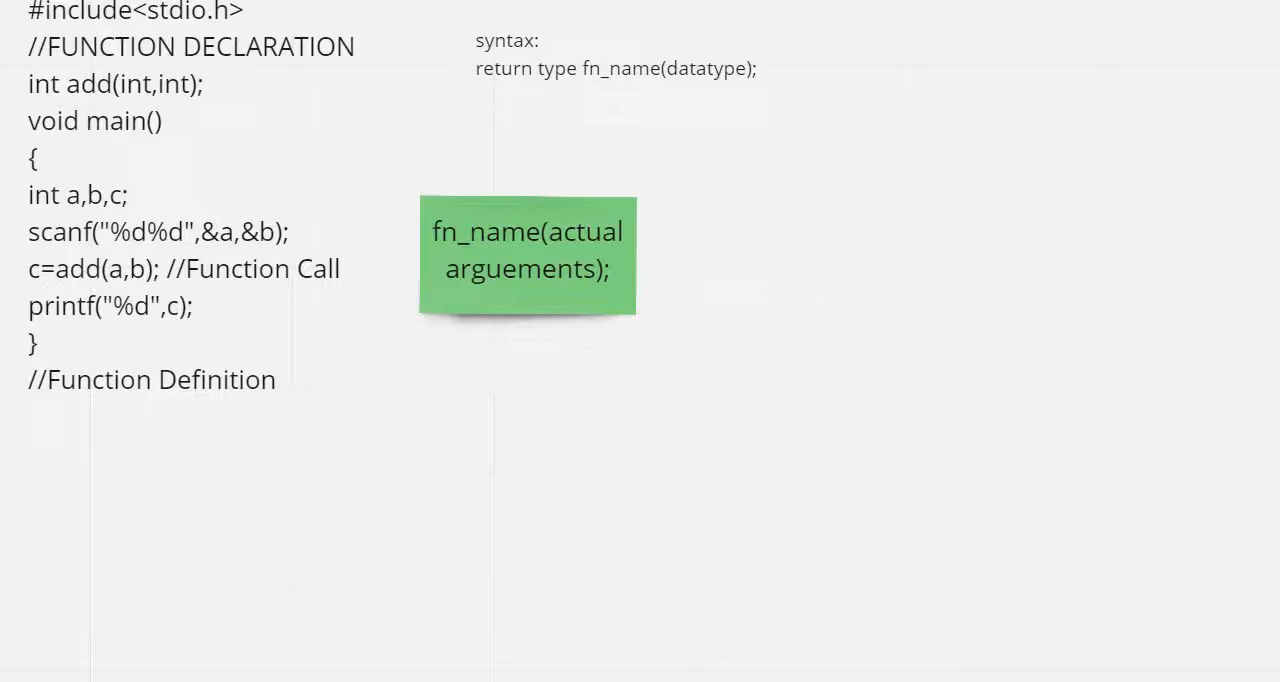 #include<stdio.h>
//FUNCTION DECLARATION
int add(int,int);
void main()
{
int a,b,c;
scanf("%d%d",&a,&b);
c=add(a,b); //Function Call
printf("%d",c);
}
//Function Definition
syntax:
return type fn_name(datatype);
fn_name(actual
arguements);